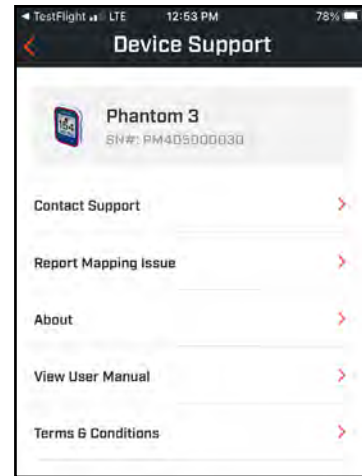 TestFlight LTE 12:53 PM 78%
Device Support
164
Phantom 3
SN#: PM405000030
Contact Support
Report Mapping Issue
About
View User Manual
Terms & Conditions